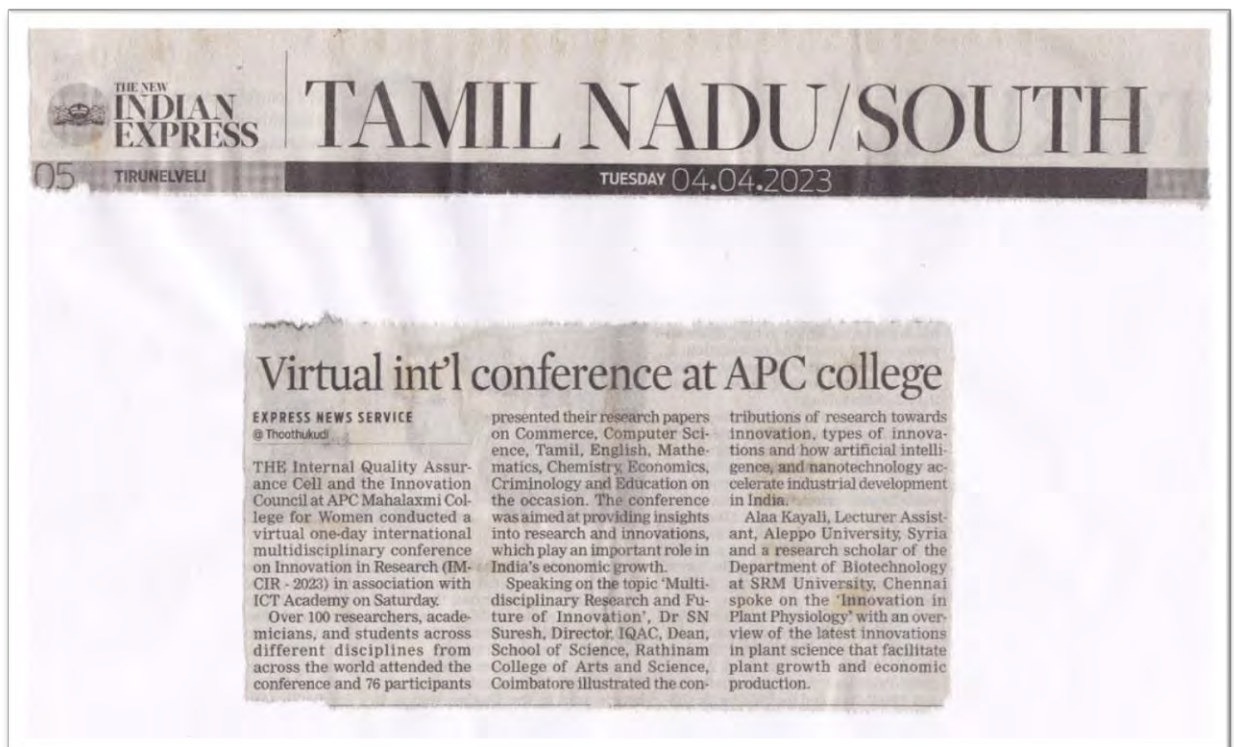 THE NEW
INDIAN
EXPRESS
TAMIL NADU/SOUTH
05 TIRUNELVELI
TUESDAY 04.04.2023
Virtual int'l conference at APC college
EXPRESS NEWS SERVICE
@ Thoothukudi
THE Internal Quality Assur-
ance Cell and the Innovation
Council at APC Mahalaxmi Col-
lege for Women conducted a
virtual one-day international
multidisciplinary conference
on Innovation in Research (IM-
CIR - 2023) in association with
ICT Academy on Saturday.
Over 100 researchers, acade-
micians, and students across
different disciplines from
across the world attended the
conference and 76 participants
presented their research papers
on Commerce, Computer Sci-
ence, Tamil, English, Mathe-
matics, Chemistry, Economics,
Criminology and Education on
the occasion. The conference
was aimed at providing insights
into research and innovations,
which play an important role in
India's economic growth.
Speaking on the topic 'Multi-
disciplinary Research and Fu-
ture of Innovation', Dr SN
Suresh, Director, IQAC, Dean,
School of Science, Rathinam
College of Arts and Science,
Coimbatore illustrated the con-
tributions of research towards
innovation, types of innova-
tions and how artificial intelli-
gence, and nanotechnology ac-
celerate industrial development
in India.
Alaa Kayali, Lecturer Assist-
ant, Aleppo University, Syria
and a research scholar of the
Department of Biotechnology
at SRM University, Chennai
spoke on the 'Innovation in
Plant Physiology' with an over-
view of the latest innovations
in plant science that facilitate
plant growth and economic
production.